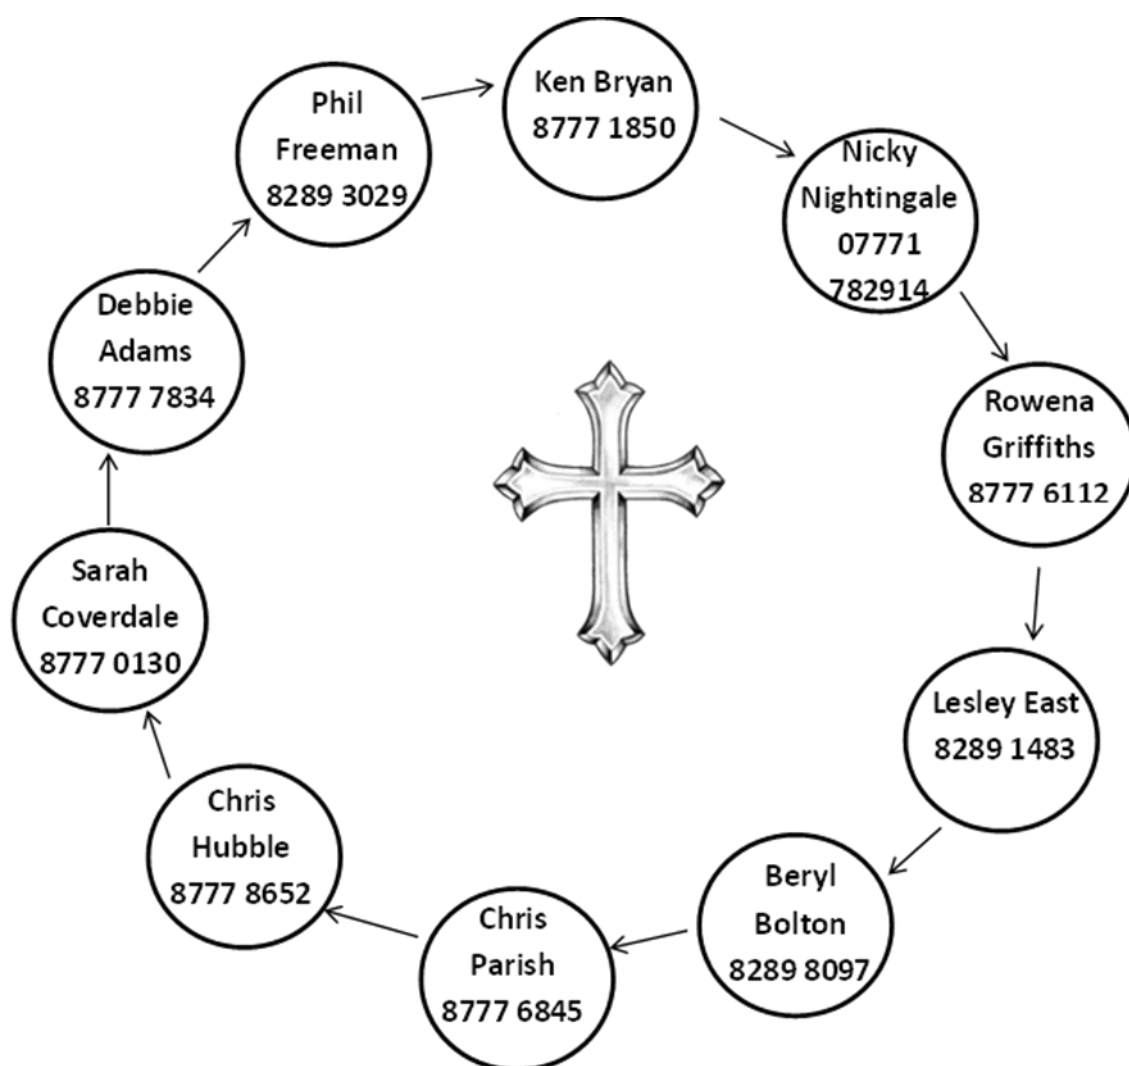 Ken Bryan
8777 1850
Nicky
Nightingale
07771
782914
Rowena
Griffiths
8777 6112
Lesley East
8289 1483
Beryl
Bolton
8289 8097
Chris
Parish
8777 6845
Chris
Hubble
8777 8652
Sarah
Coverdale
8777 0130
Debbie
Adams
8777 7834
Phil
Freeman
8289 3029